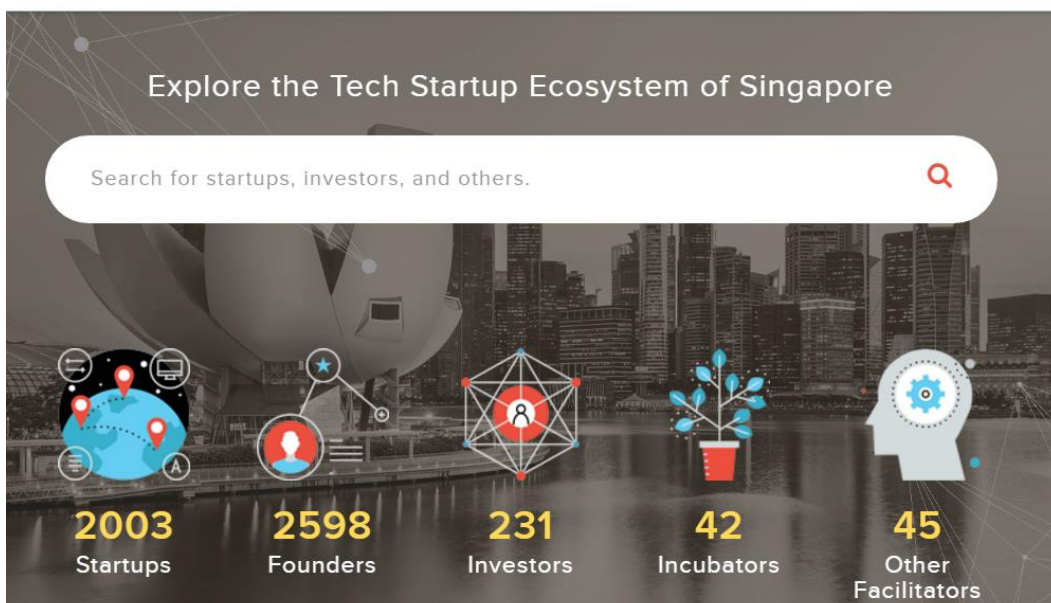 Explore the Tech Startup Ecosystem of Singapore
Search for startups, investors, and others.
A
2003
Startups
2598
Founders
231
Investors
42
Incubators
45
Other
Facilitators